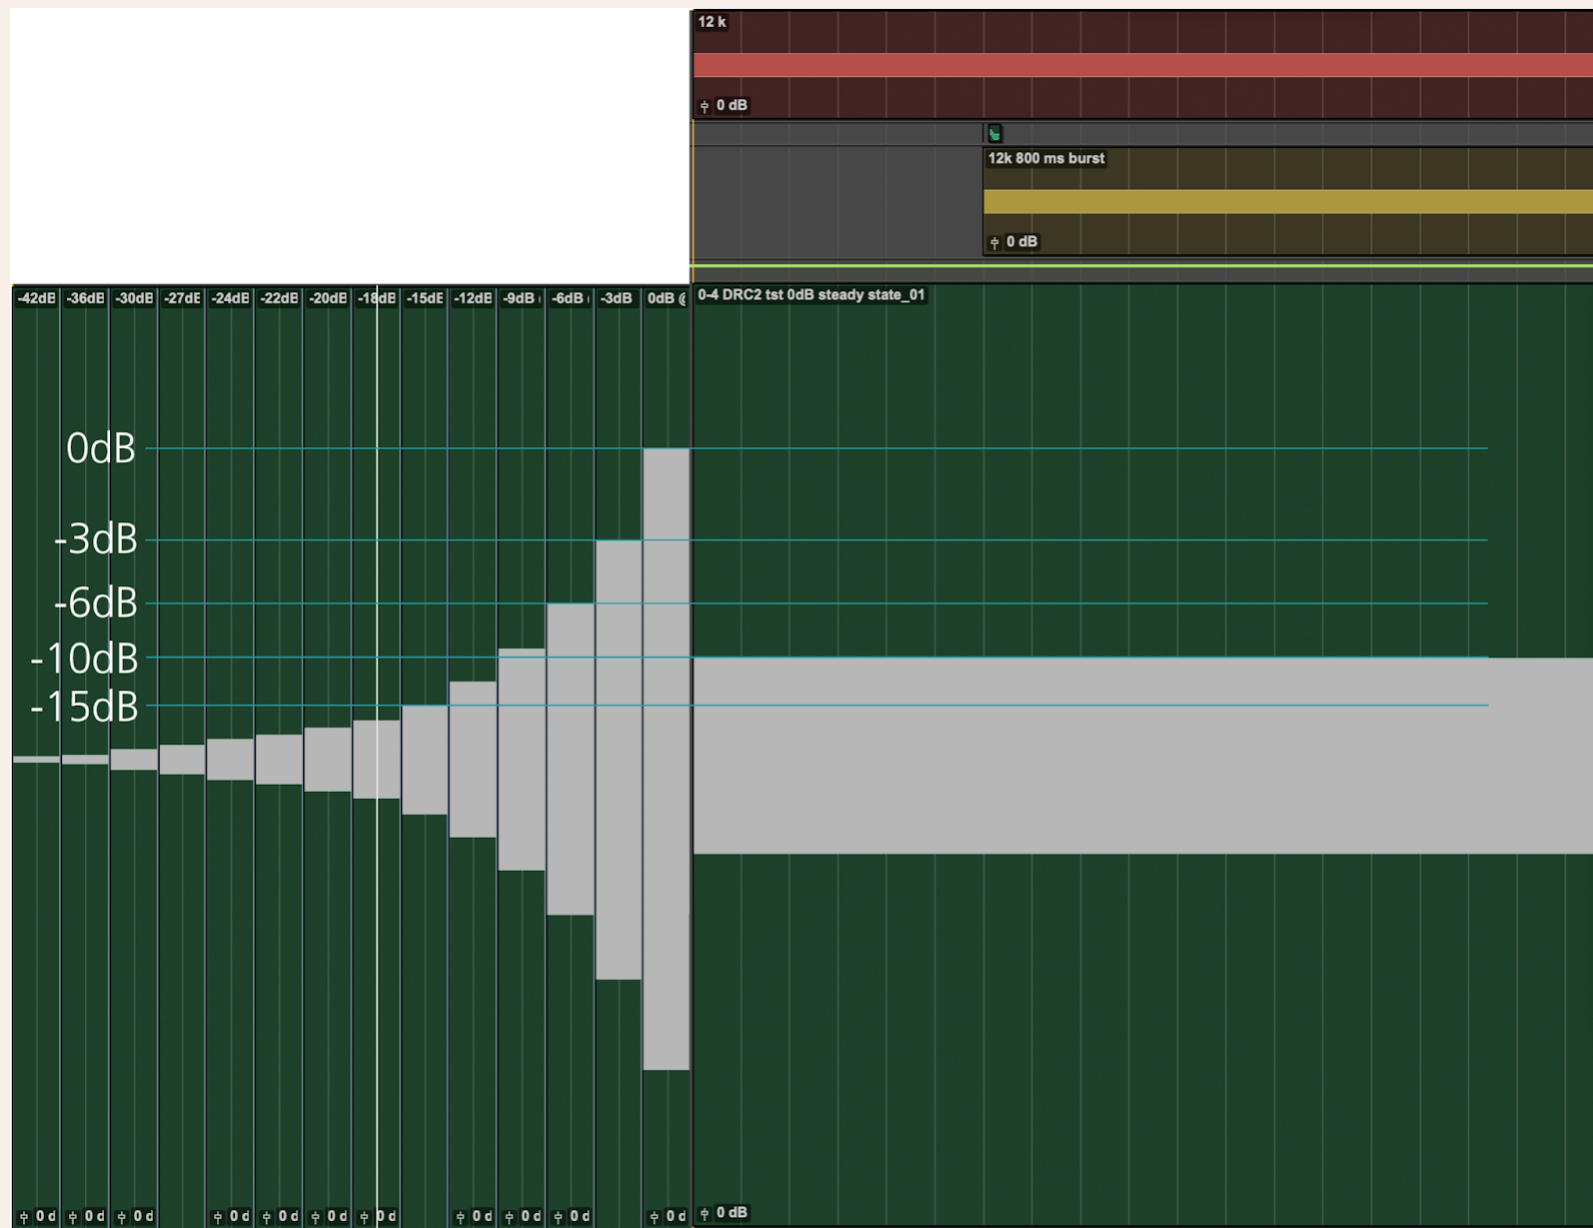 12 k
0 dB
12k 800 ms burst
0 dB
-42dB -36dB -30dB -27dB -24dB -22dB -20dB -18dB -15dB -12dB -9dB -6dB -3dB 0dB @
0-4 DRC2 tst 0dB steady state_01
0dB
-3dB
-6dB
-10dB
-15dB
0 d 0 d 0 d 0 d 0 d 0 d 0 d 0 d 0 d 0 d 0 d
0 dB